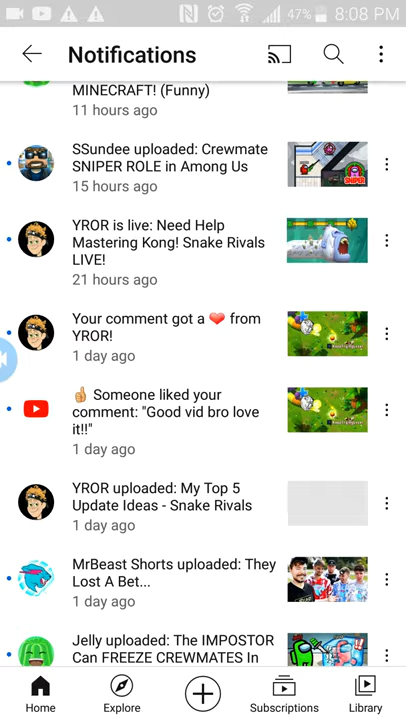 47% 8:08 PM
Notifications
MINECRAFT! (Funny)
11 hours ago
SSundee uploaded: Crewmate
SNIPER ROLE in Among Us
15 hours ago
YROR is live: Need Help
Mastering Kong! Snake Rivals
LIVE!
21 hours ago
Your comment got a ❤️ from
YROR!
1 day ago
👍 Someone liked your
comment: "Good vid bro love
it!!"
1 day ago
YROR uploaded: My Top 5
Update Ideas - Snake Rivals
1 day ago
MrBeast Shorts uploaded: They
Lost A Bet...
1 day ago
Jelly uploaded: The IMPOSTOR
Can FREEZE CREWMATES In
Home Explore Subscriptions Library